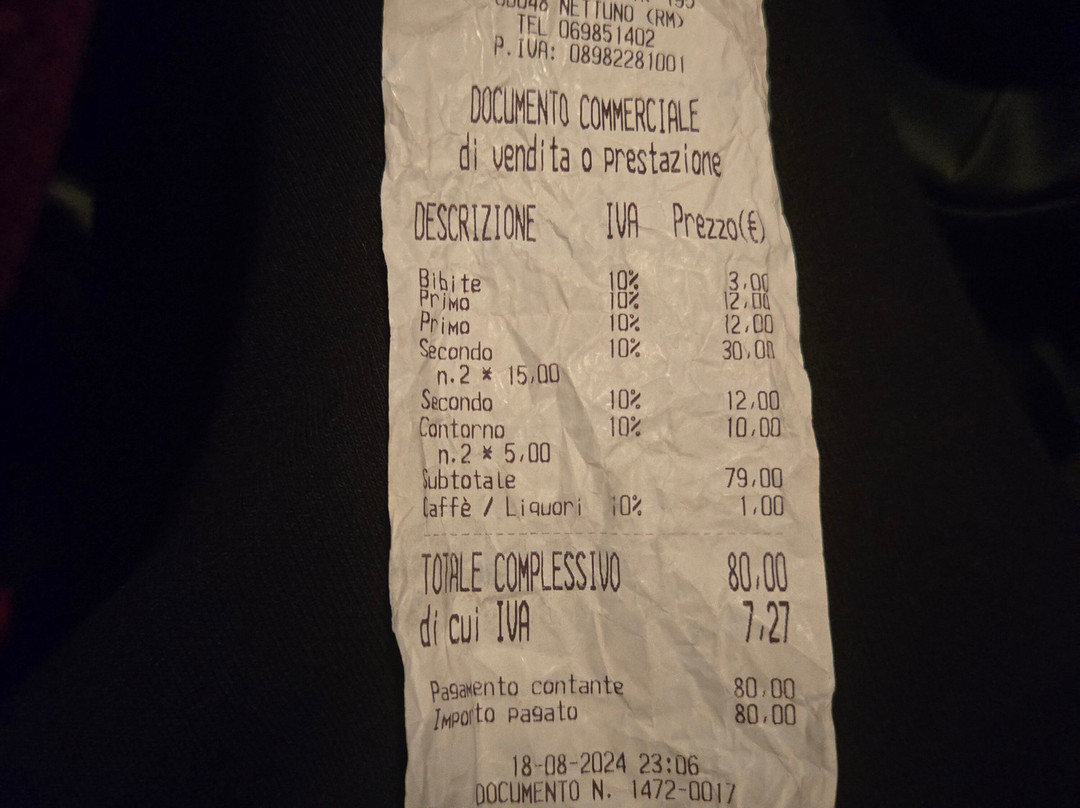 00048 NETTUNO (RM)
TEL 069851402
P.IVA: 08982281001
DOCUMENTO COMMERCIALE
di vendita o prestazione
DESCRIZIONE IVA Prezzo(€)
Bibite 10% 3,00
Primo 10% 12,00
Primo 10% 12,00
Secondo 10% 30,00
n.2 * 15,00
Secondo 10% 12,00
Contorno 10% 10,00
n.2 * 5,00
Subtotale 79,00
Caffè / Liquori 10% 1,00
TOTALE COMPLESSIVO 80,00
di cui IVA 7,27
Pagamento contante 80,00
Importo pagato 80,00
18-08-2024 23:06
DOCUMENTO N. 1472-0017